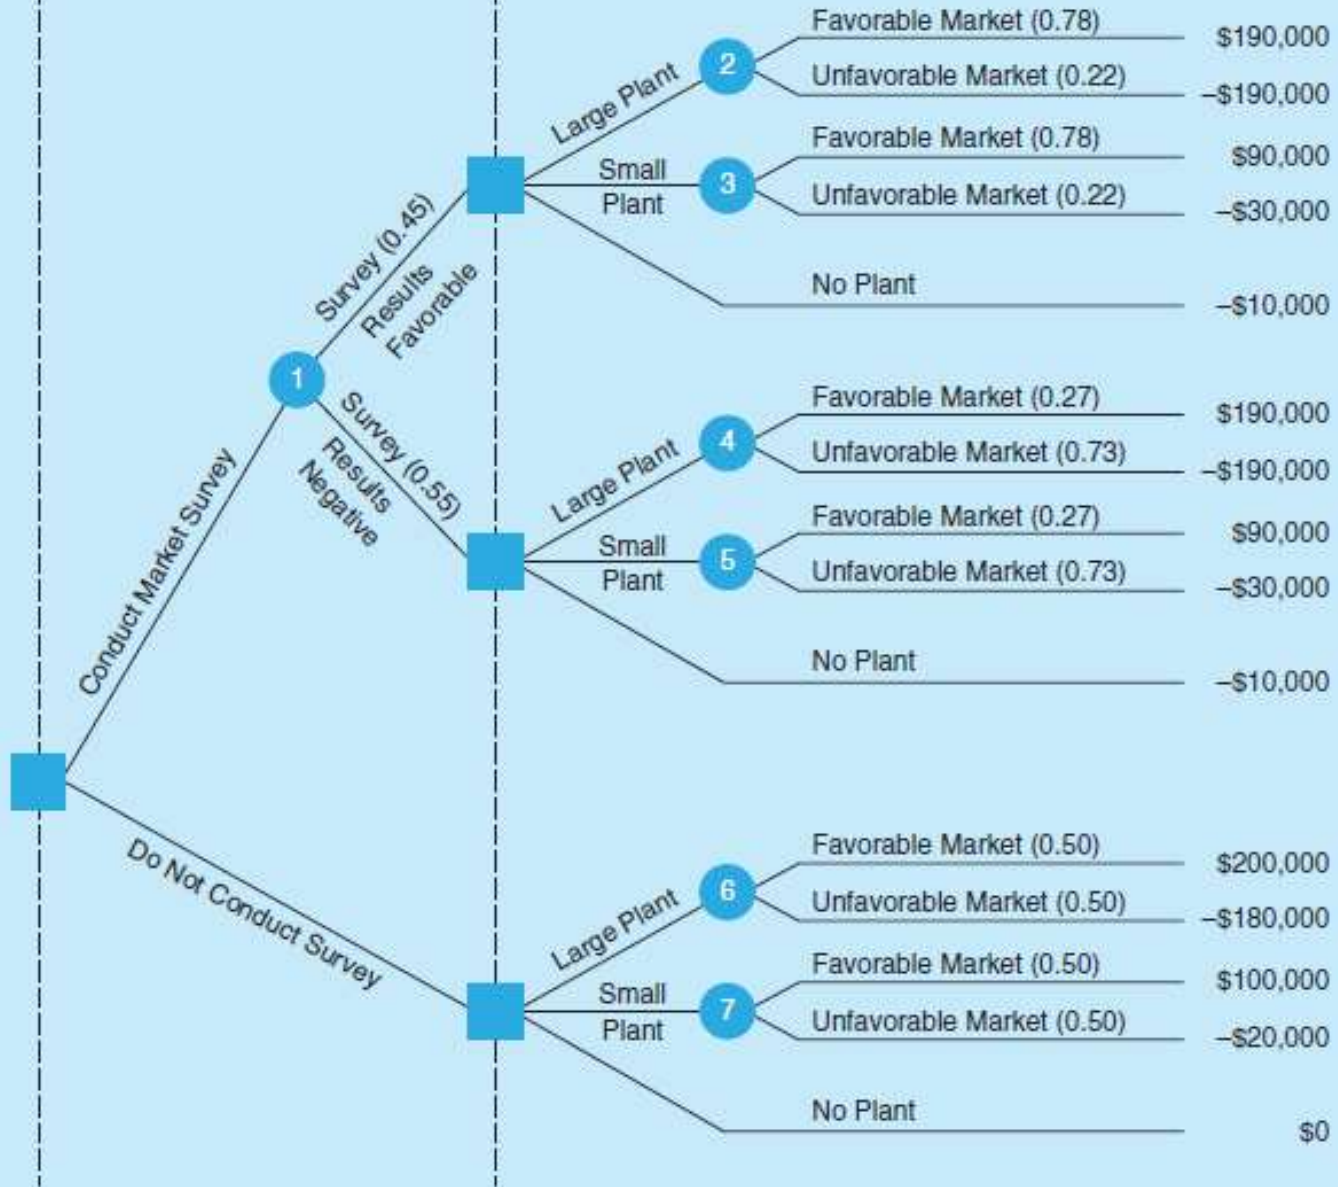 Favorable Market (0.78) $190,000
Large Plant 2 Unfavorable Market (0.22) –$190,000
Favorable Market (0.78) $90,000
Small
Plant 3 Unfavorable Market (0.22) –$30,000
No Plant –$10,000
Survey (0.45)
Results
Favorable
1
Survey (0.55)
Results
Negative
Favorable Market (0.27) $190,000
Large Plant 4 Unfavorable Market (0.73) –$190,000
Favorable Market (0.27) $90,000
Small
Plant 5 Unfavorable Market (0.73) –$30,000
No Plant –$10,000
Conduct Market Survey
Do Not Conduct Survey
Favorable Market (0.50) $200,000
Large Plant 6 Unfavorable Market (0.50) –$180,000
Favorable Market (0.50) $100,000
Small
Plant 7 Unfavorable Market (0.50) –$20,000
No Plant $0